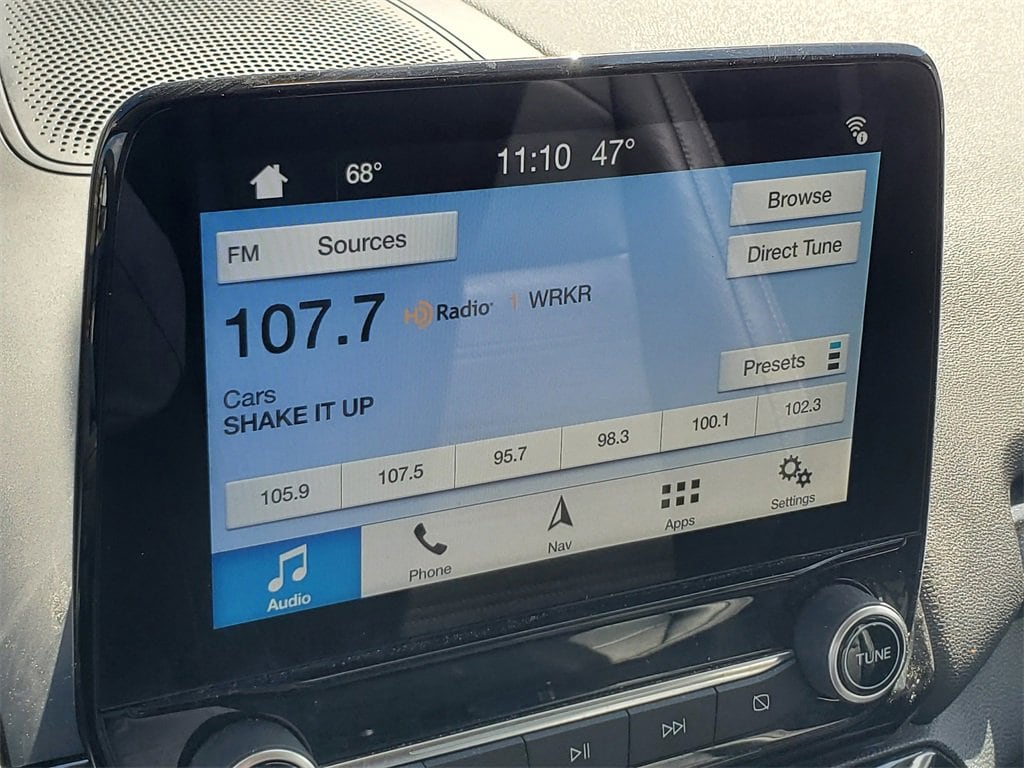 68° 11:10 47°
FM Sources
Browse
Direct Tune
107.7 HD Radio 1 WRKR
Presets
Cars
SHAKE IT UP
105.9 107.5 95.7 98.3 100.1 102.3
Audio Phone Nav Apps Settings
TUNE